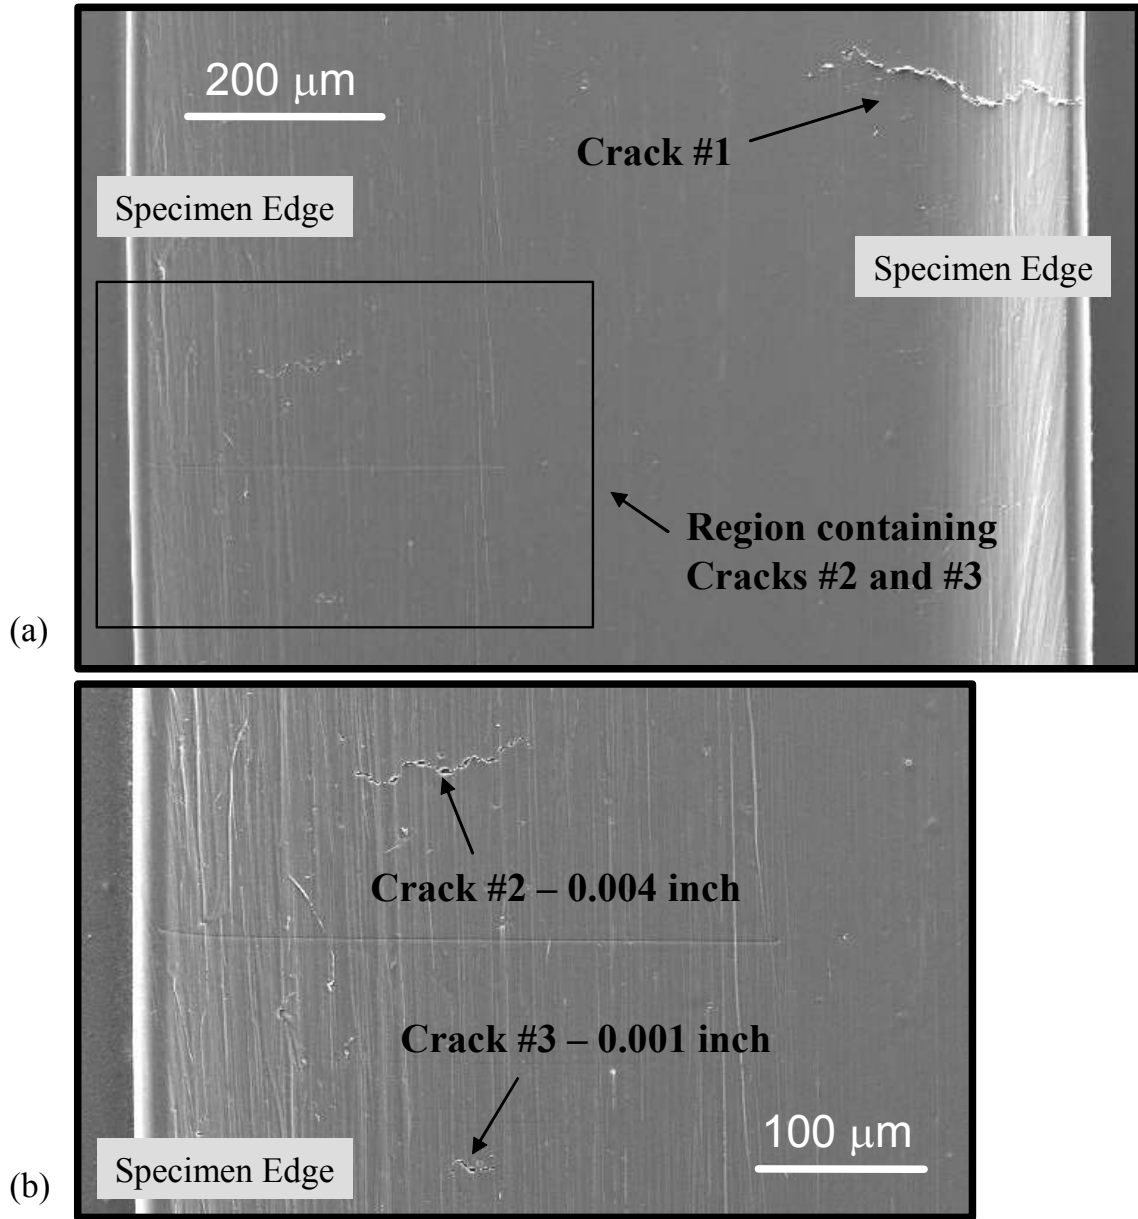 200 μm
Crack #1
Specimen Edge
Specimen Edge
Region containing
Cracks #2 and #3
(a)
Crack #2 – 0.004 inch
Crack #3 – 0.001 inch
100 μm
Specimen Edge
(b)